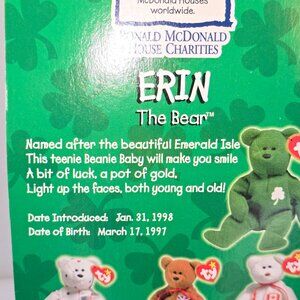 McDonald Houses
worldwide.
RONALD MCDONALD
HOUSE CHARITIES
ERIN
The Bear™
Named after the beautiful Emerald Isle
This teenie Beanie Baby will make you smile
A bit of luck, a pot of gold,
Light up the faces, both young and old!
Date Introduced: Jan. 31, 1998
Date of Birth: March 17, 1997